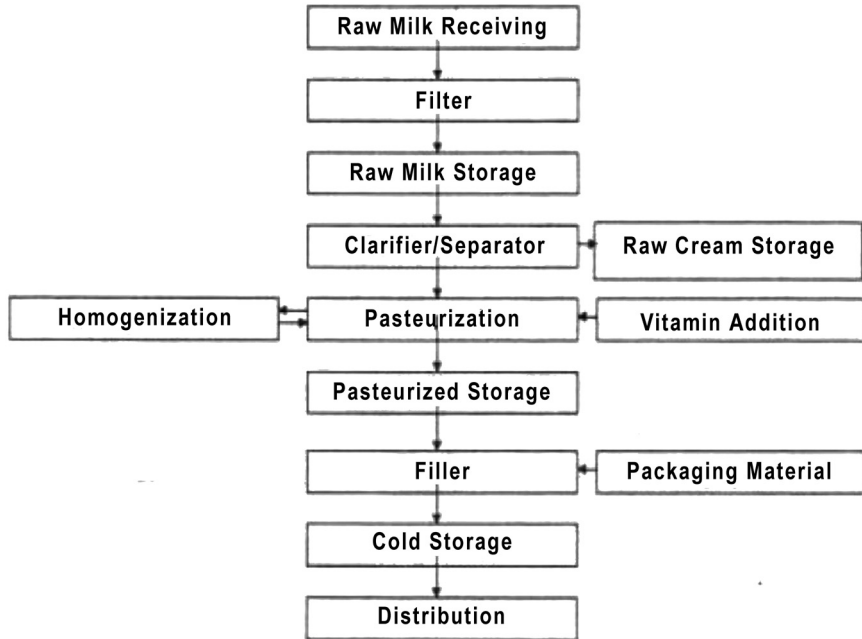 Raw Milk Receiving
Filter
Raw Milk Storage
Clarifier/Separator
Raw Cream Storage
Homogenization
Pasteurization
Vitamin Addition
Pasteurized Storage
Filler
Packaging Material
Cold Storage
Distribution